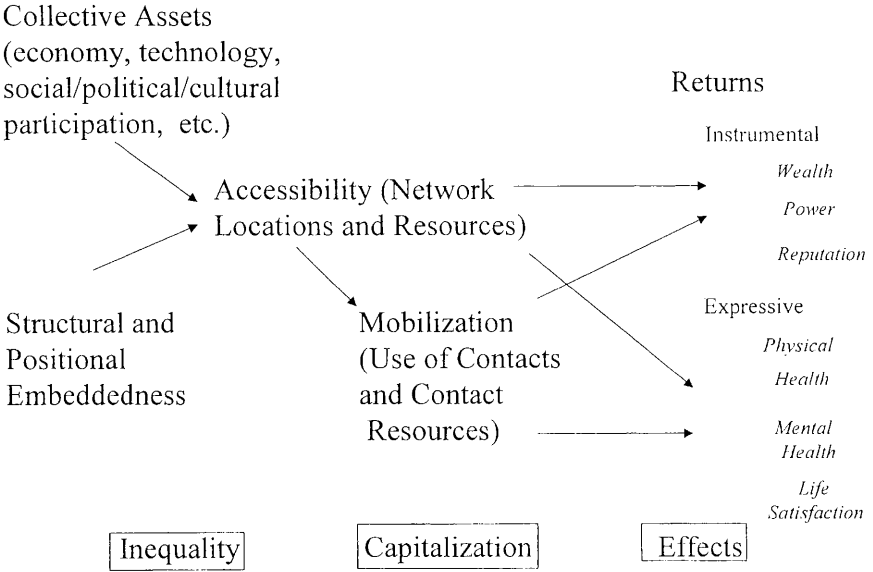 Collective Assets
(economy, technology,
social/political/cultural
participation, etc.)
Returns
Instrumental
Wealth
Power
Reputation
Accessibility (Network
Locations and Resources)
Structural and
Positional
Embeddedness
Mobilization
(Use of Contacts
and Contact
Resources)
Expressive
Physical
Health
Mental
Health
Life
Satisfaction
Inequality
Capitalization
Effects